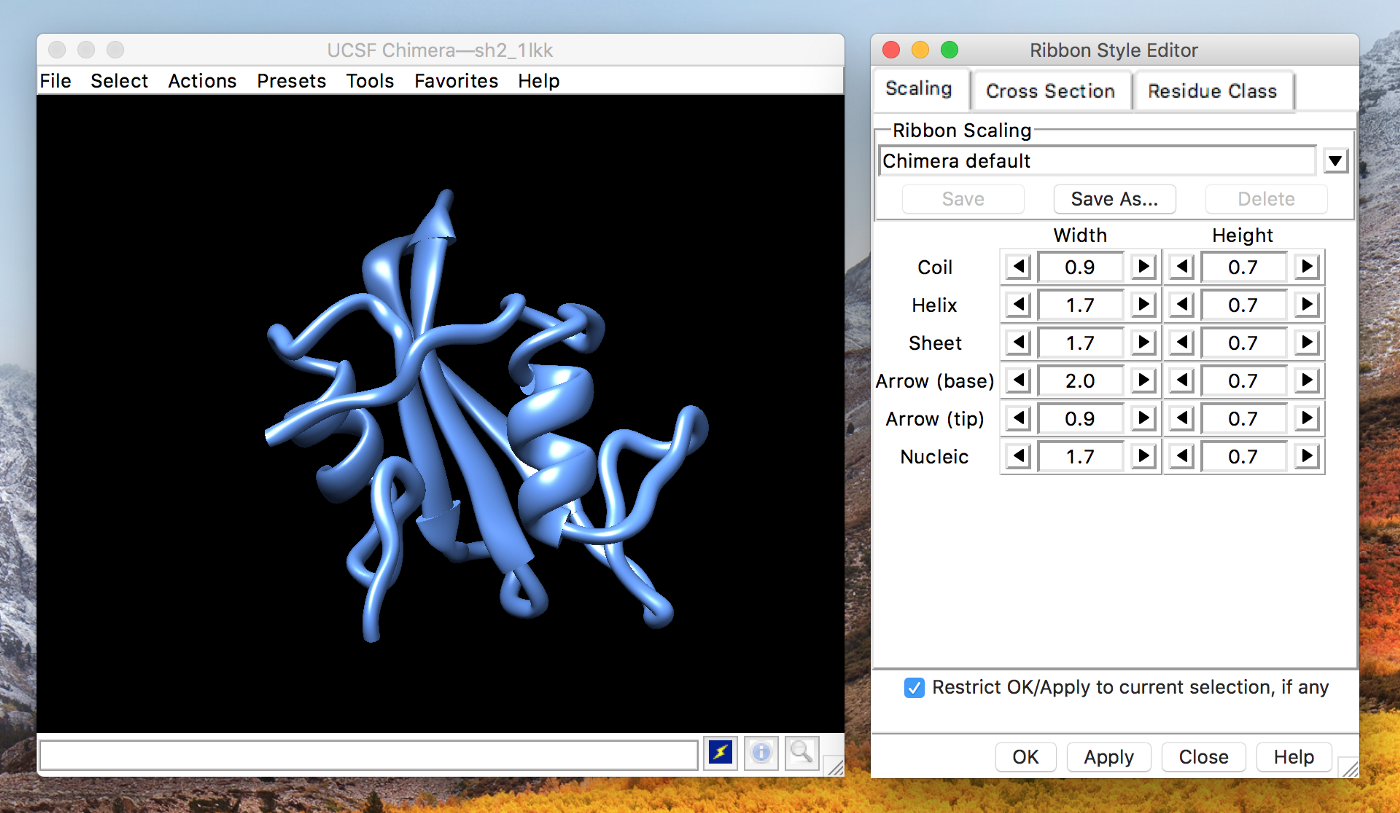 UCSF Chimera—sh2_1lkk
File Select Actions Presets Tools Favorites Help
Ribbon Style Editor
Scaling Cross Section Residue Class
Ribbon Scaling
Chimera default
Save Save As... Delete
Width Height
Coil 0.9 0.7
Helix 1.7 0.7
Sheet 1.7 0.7
Arrow (base) 2.0 0.7
Arrow (tip) 0.9 0.7
Nucleic 1.7 0.7
Restrict OK/Apply to current selection, if any
OK Apply Close Help